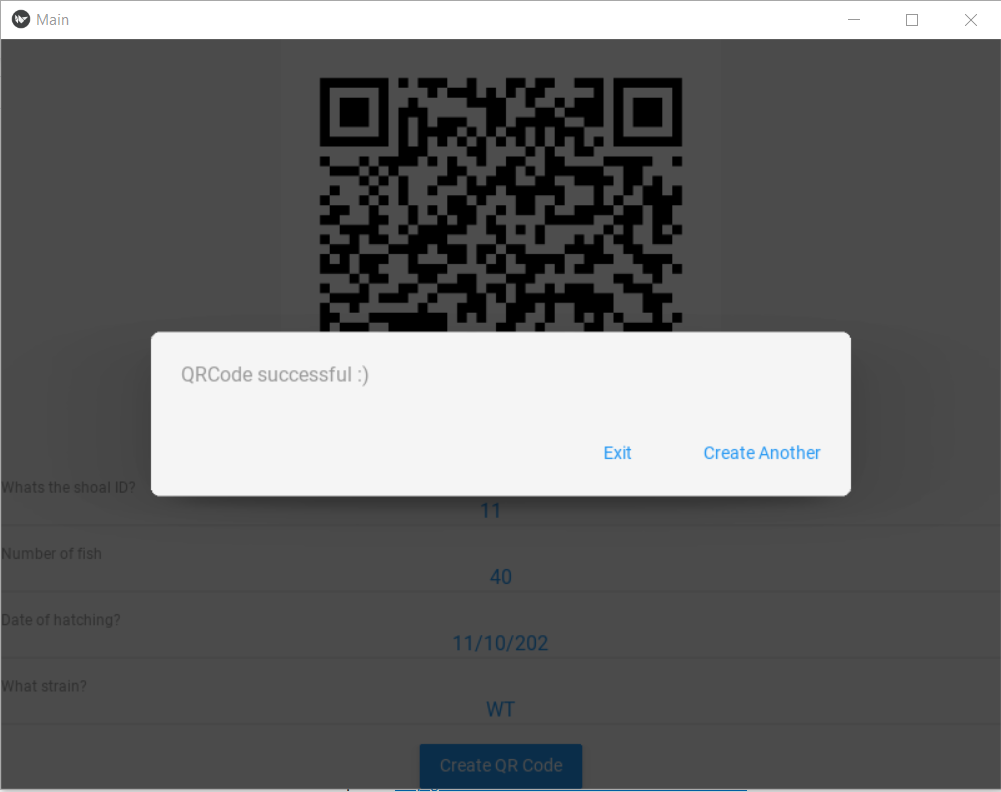 Main
QRCode successful :)
Exit
Create Another
Whats the shoal ID?
11
Number of fish
40
Date of hatching?
11/10/202
What strain?
WT
Create QR Code